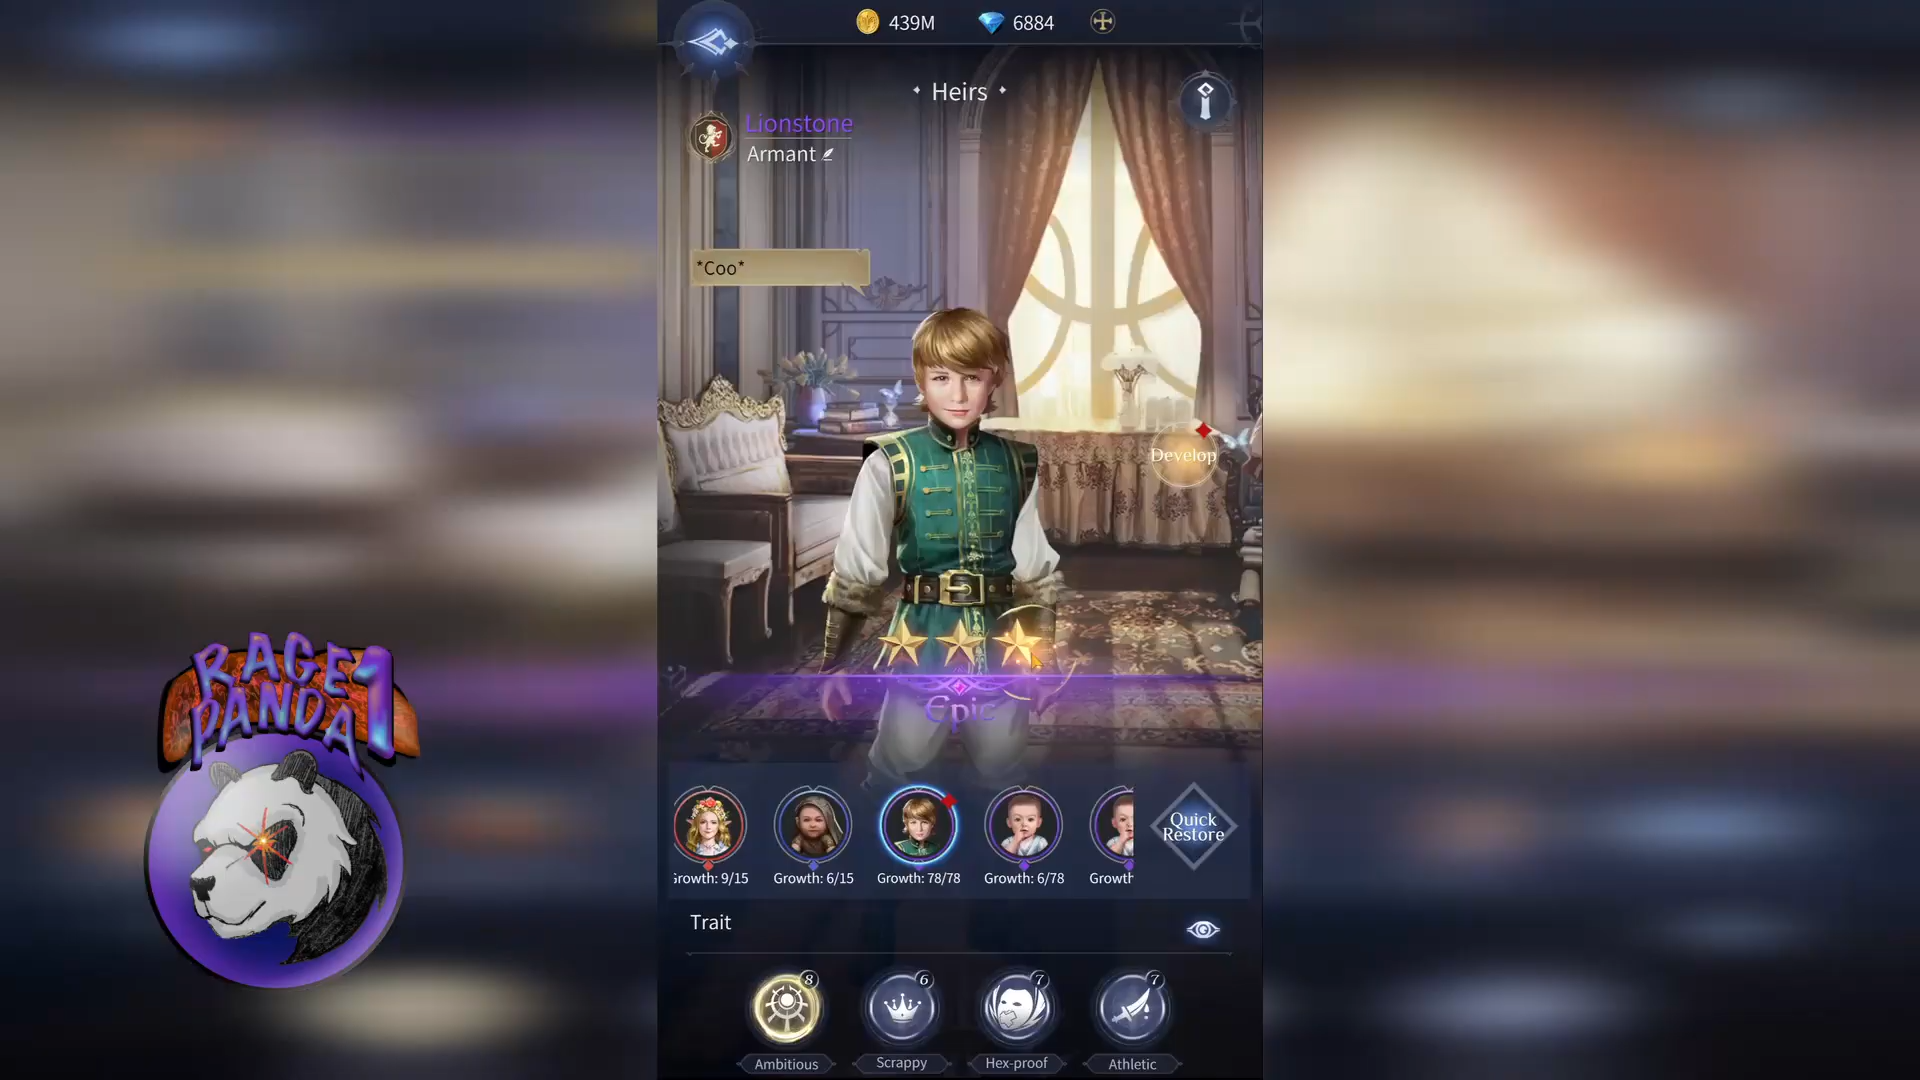 439M
6884
Heirs
Lionstone
Armant
*Coo*
Develop
Epic
RAGE
PANDA1
Quick
Restore
Growth: 9/15
Growth: 6/15
Growth: 78/78
Growth: 6/78
Growth
Trait
8
6
7
7
Ambitious
Scrappy
Hex-proof
Athletic